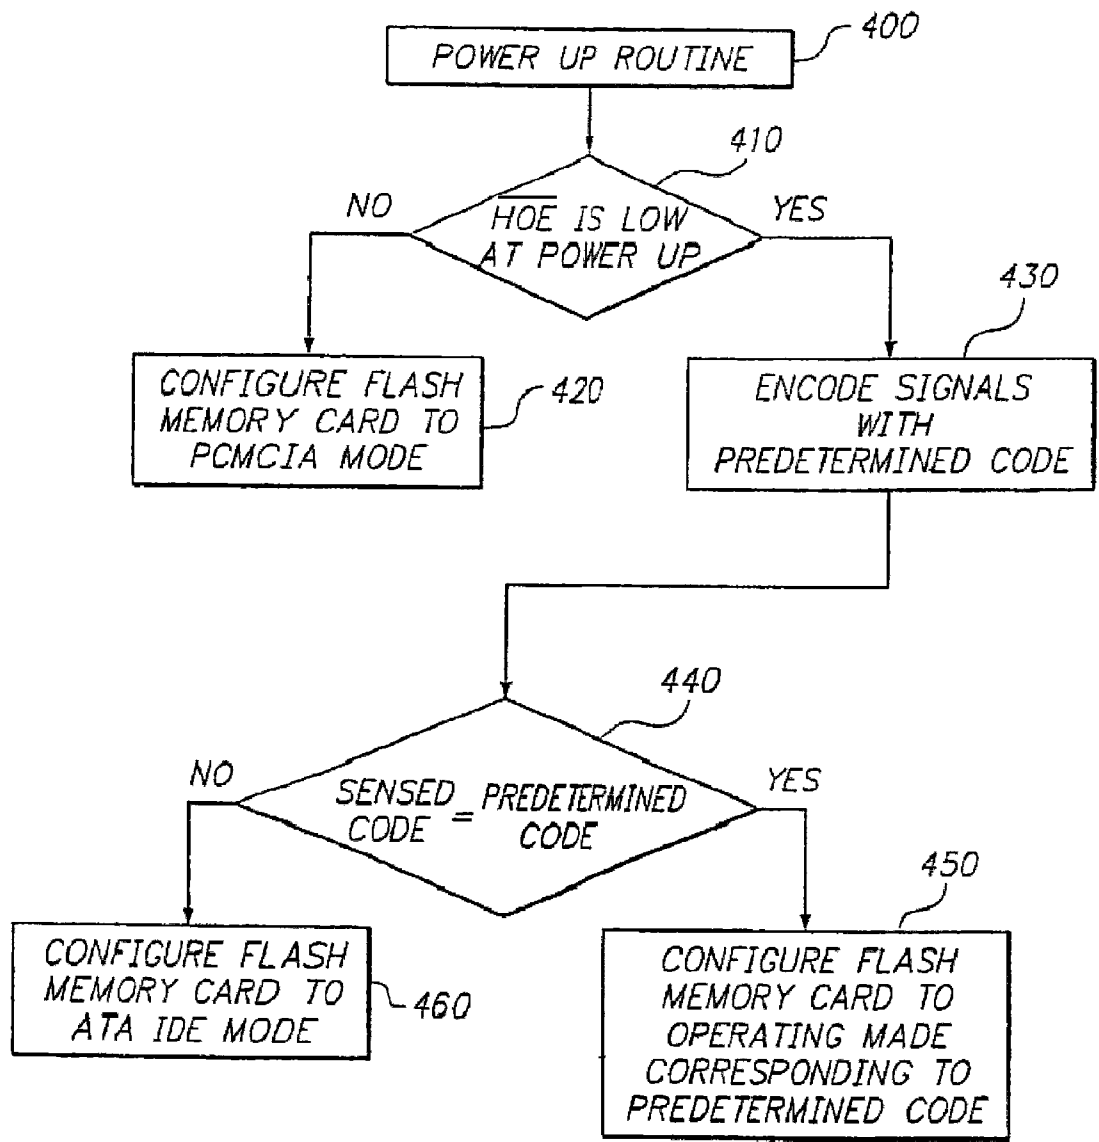 400
POWER UP ROUTINE
410
NO
YES
H̅O̅E̅ IS LOW
AT POWER UP
430
CONFIGURE FLASH
MEMORY CARD TO
PCMCIA MODE
420
ENCODE SIGNALS
WITH
PREDETERMINED CODE
440
NO
YES
SENSED CODE = PREDETERMINED CODE
450
CONFIGURE FLASH
MEMORY CARD TO
ATA IDE MODE
460
CONFIGURE FLASH
MEMORY CARD TO
OPERATING MADE
CORRESPONDING TO
PREDETERMINED CODE